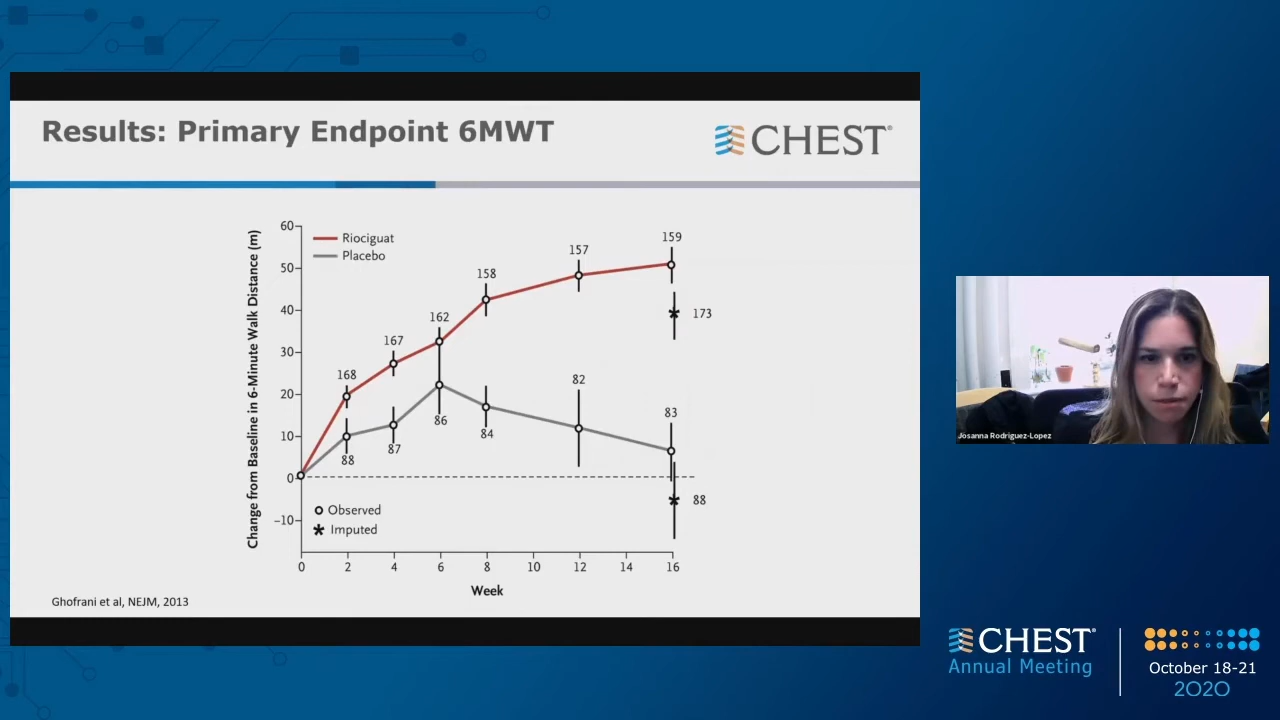 Results: Primary Endpoint 6MWT
CHEST®
Change from Baseline in 6-Minute Walk Distance (m)
60
50
40
30
20
10
0
–10
Riociguat
Placebo
168
167
162
158
157
159
173
88
87
86
84
82
83
88
Observed
Imputed
0 2 4 6 8 10 12 14 16
Week
Ghofrani et al, NEJM, 2013
Josanna Rodriguez-Lopez
CHEST®
Annual Meeting
October 18-21
2020